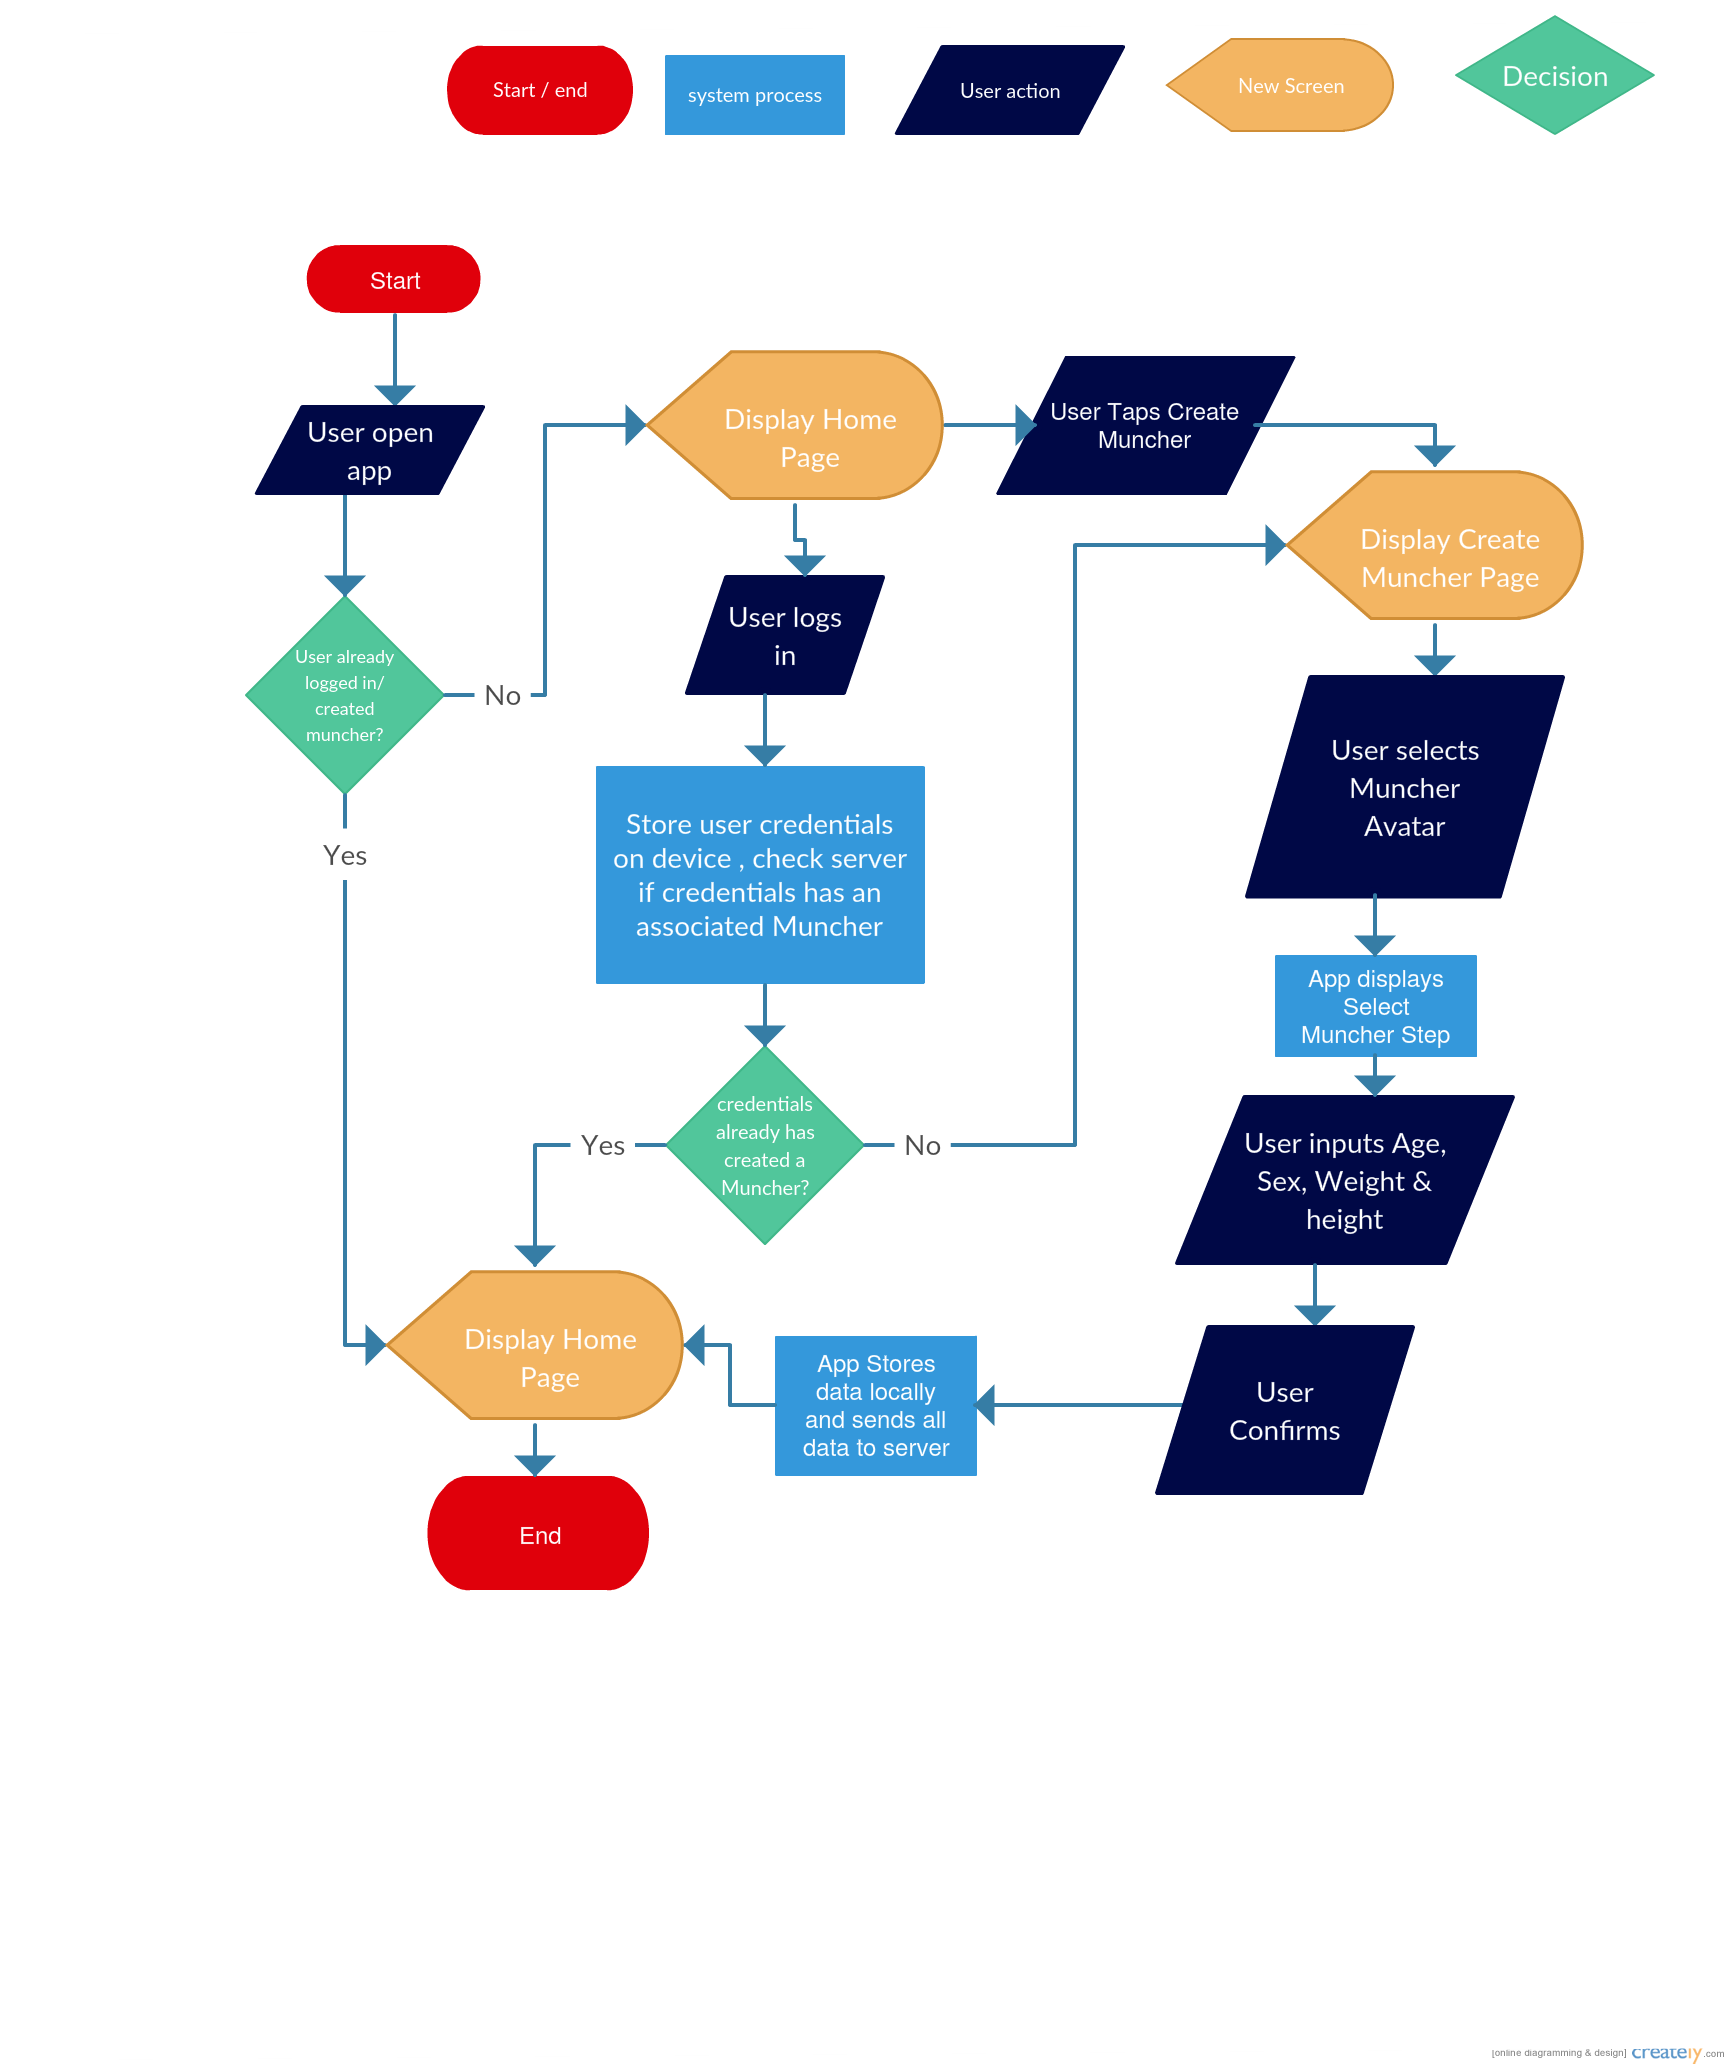 Start / end
system process
User action
New Screen
Decision
Start
User open
app
Display Home
Page
User Taps Create
Muncher
Display Create
Muncher Page
User logs
in
User already
logged in/
created
muncher?
No
Yes
User selects
Muncher
Avatar
Store user credentials
on device , check server
if credentials has an
associated Muncher
App displays
Select
Muncher Step
credentials
already has
created a
Muncher?
Yes
No
User inputs Age,
Sex, Weight &
height
Display Home
Page
App Stores
data locally
and sends all
data to server
User
Confirms
End
[online diagramming & design] creately.com